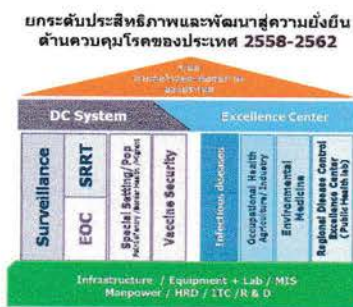 ยกระดับประสิทธิภาพและพัฒนาสู่ความยั่งยืน
ด้านควบคุมโรคของประเทศ 2558-2562
DC System
Excellence Center
Surveillance
SRRT
EOC
Special Setting/Pop
Vaccine Security
Infectious diseases
Occupational Health
Agriculture/Industry
Environmental
Medicine
Regional Disease Control
Excellence Center
(Public Health lab)
Infrastructure / Equipment + Lab / MIS
Manpower / HRD / ITC /R & D